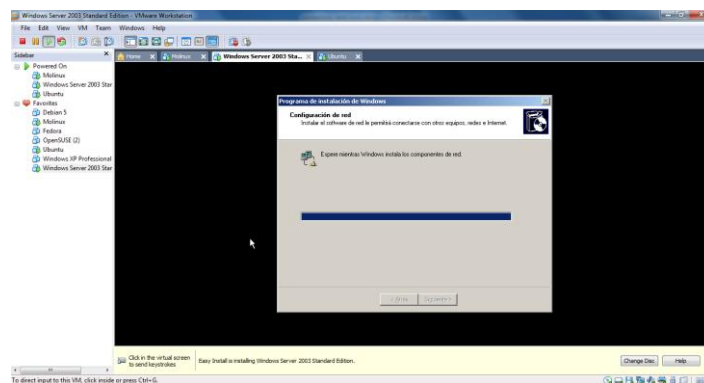 Windows Server 2003 Standard Edition - VMware Workstation
File Edit View VM Team Windows Help
Sidebar
Home
Molinux
Windows Server 2003 Sta...
Ubuntu
Powered On
Molinux
Windows Server 2003 Stan
Ubuntu
Favorites
Debian 5
Molinux
Fedora
OpenSUSE (2)
Ubuntu
Windows XP Professional
Windows Server 2003 Stan
Programa de instalación de Windows
Configuración de red
Instalar el software de red le permitirá conectarse con otros equipos, redes e Internet.
Espere mientras Windows instala los componentes de red.
< Atrás Siguiente >
Click in the virtual screen
to send keystrokes
Easy Install is installing Windows Server 2003 Standard Edition.
Change Disc Help
To direct input to this VM, click inside or press Ctrl+G.